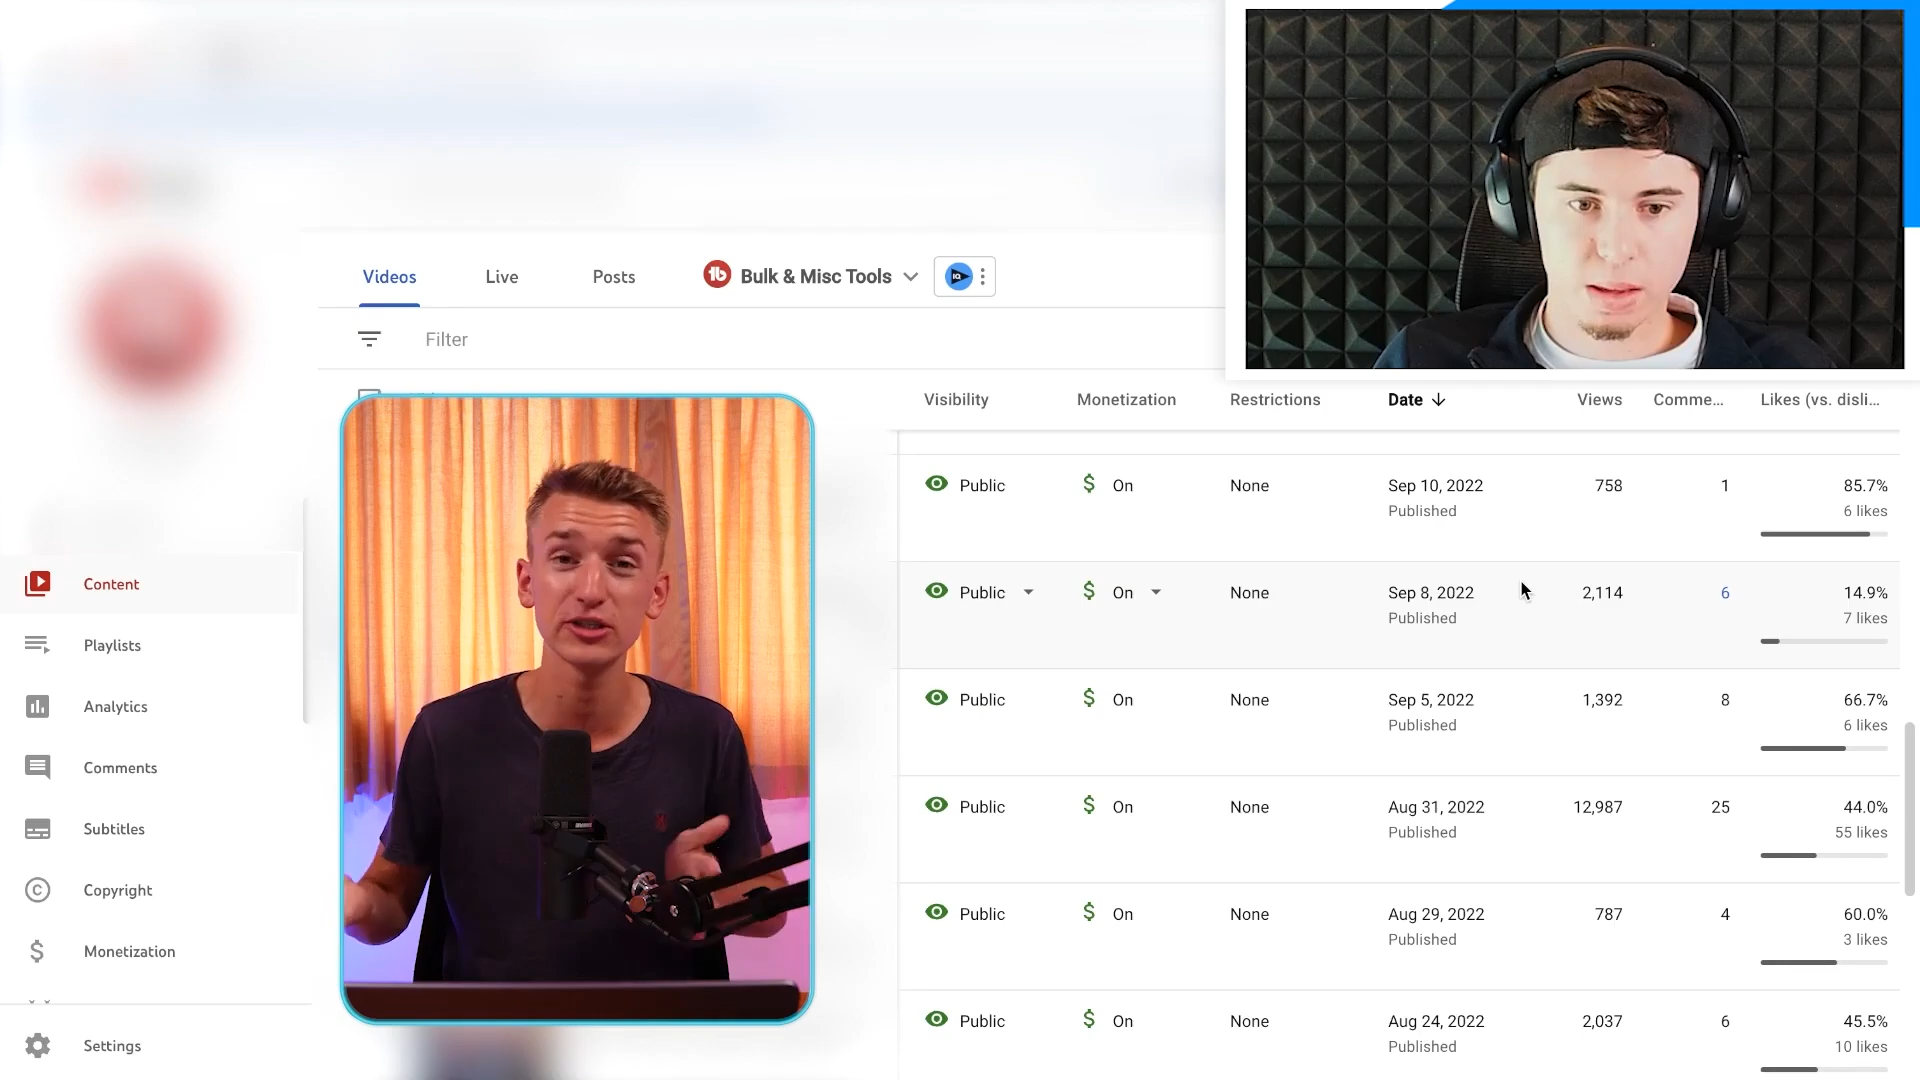 Videos
Live
Posts
Bulk & Misc Tools
Filter
Visibility
Monetization
Restrictions
Date
Views
Comme...
Likes (vs. disli...
Public
On
None
Sep 10, 2022
758
1
85.7%
Published
6 likes
Public
On
None
Sep 8, 2022
2,114
6
14.9%
Published
7 likes
Public
On
None
Sep 5, 2022
1,392
8
66.7%
Published
6 likes
Public
On
None
Aug 31, 2022
12,987
25
44.0%
Published
55 likes
Public
On
None
Aug 29, 2022
787
4
60.0%
Published
3 likes
Public
On
None
Aug 24, 2022
2,037
6
45.5%
Published
10 likes
Content
Playlists
Analytics
Comments
Subtitles
Copyright
Monetization
Settings